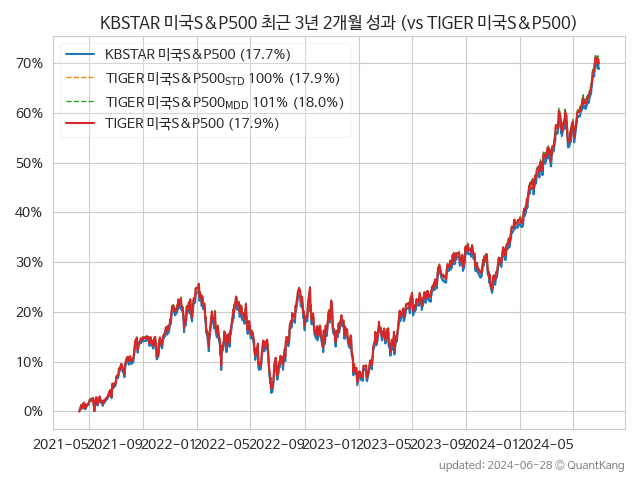 KBSTAR 미국S&P500 최근 3년 2개월 성과 (vs TIGER 미국S&P500)
KBSTAR 미국S&P500 (17.7%)
TIGER 미국S&P500STD 100% (17.9%)
TIGER 미국S&P500MDD 101% (18.0%)
TIGER 미국S&P500 (17.9%)
70%
60%
50%
40%
30%
20%
10%
0%
2021-05 2021-09 2022-01 2022-05 2022-09 2023-01 2023-05 2023-09 2024-01 2024-05
updated: 2024-06-28 © QuantKang